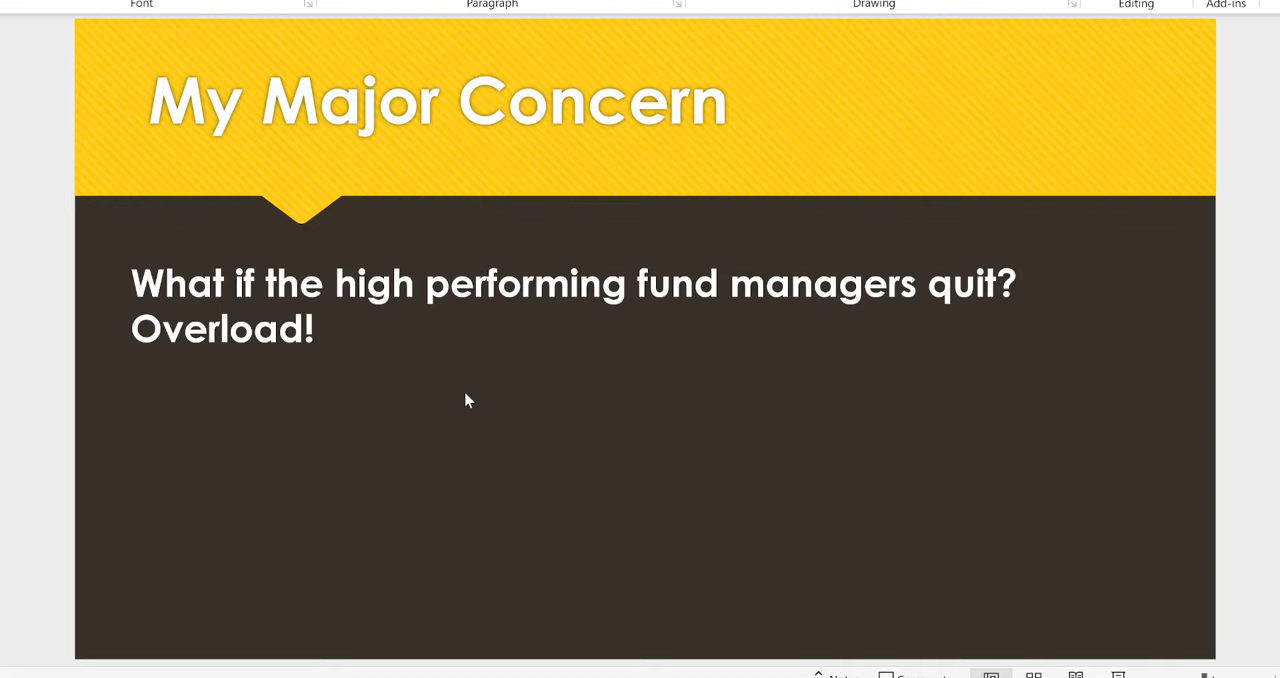 Font Paragraph Drawing Editing Add-ins
My Major Concern
What if the high performing fund managers quit?
Overload!